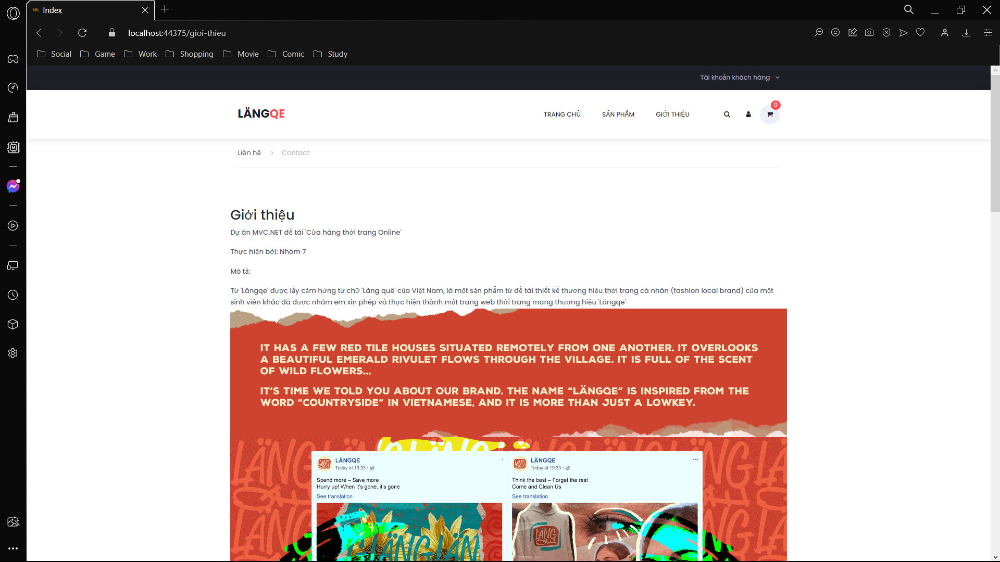 Index
localhost:44375/gioi-thieu
Social Game Work Shopping Movie Comic Study
Tài khoản khách hàng
LÄNGQE
TRANG CHỦ SẢN PHẨM GIỚI THIỆU 0
Liên hệ > Contact
Giới thiệu
Dự án MVC.NET đề tài 'Cửa hàng thời trang Online'
Thực hiện bởi: Nhóm 7
Mô tả:
Từ 'Längqe' được lấy cảm hứng từ chữ 'Làng quê' của Việt Nam, là một sản phẩm từ đề tài thiết kế thương hiệu thời trang cá nhân (fashion local brand) của một
sinh viên khác đã được nhóm em xin phép và thực hiện thành một trang web thời trang mang thương hiệu 'Längqe'
IT HAS A FEW RED TILE HOUSES SITUATED REMOTELY FROM ONE ANOTHER. IT OVERLOOKS
A BEAUTIFUL EMERALD RIVULET FLOWS THROUGH THE VILLAGE. IT IS FULL OF THE SCENT
OF WILD FLOWERS...
IT'S TIME WE TOLD YOU ABOUT OUR BRAND. THE NAME “LÄNGQE” IS INSPIRED FROM THE
WORD “COUNTRYSIDE” IN VIETNAMESE, AND IT IS MORE THAN JUST A LOWKEY.
LÄNGQE
Today at 19:33
Spend more – Save more
Hurry up! When it's gone, it's gone
See translation
LÄNGQE
Today at 19:33
Think the best – Forget the rest
Come and Clean Us
See translation